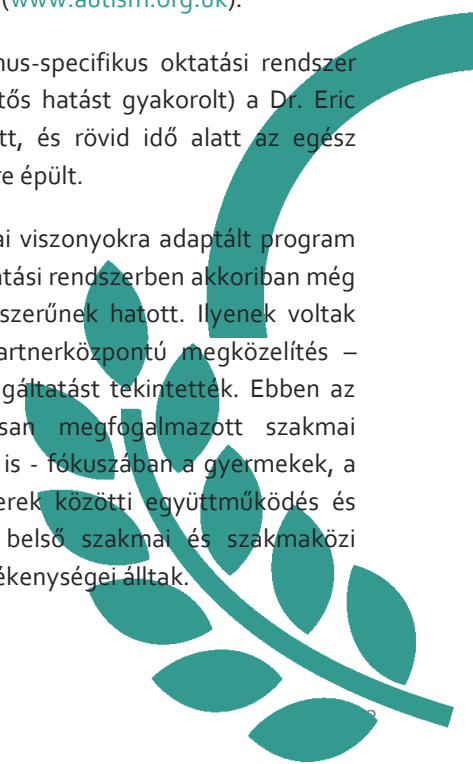 (www.autism.org.uk).
nus-specifikus oktatási rendszer
tős hatást gyakorolt) a Dr. Eric
tt, és rövid idő alatt az egész
re épült.
ai viszonyokra adaptált program
atási rendszerben akkoriban még
szerűnek hatott. Ilyenek voltak
artnerközpontú megközelítés –
gáltatást tekintették. Ebben az
san megfogalmazott szakmai
is - fókuszában a gyermekek, a
erek közötti együttműködés és
belső szakmai és szakmaközi
ékenységei álltak.